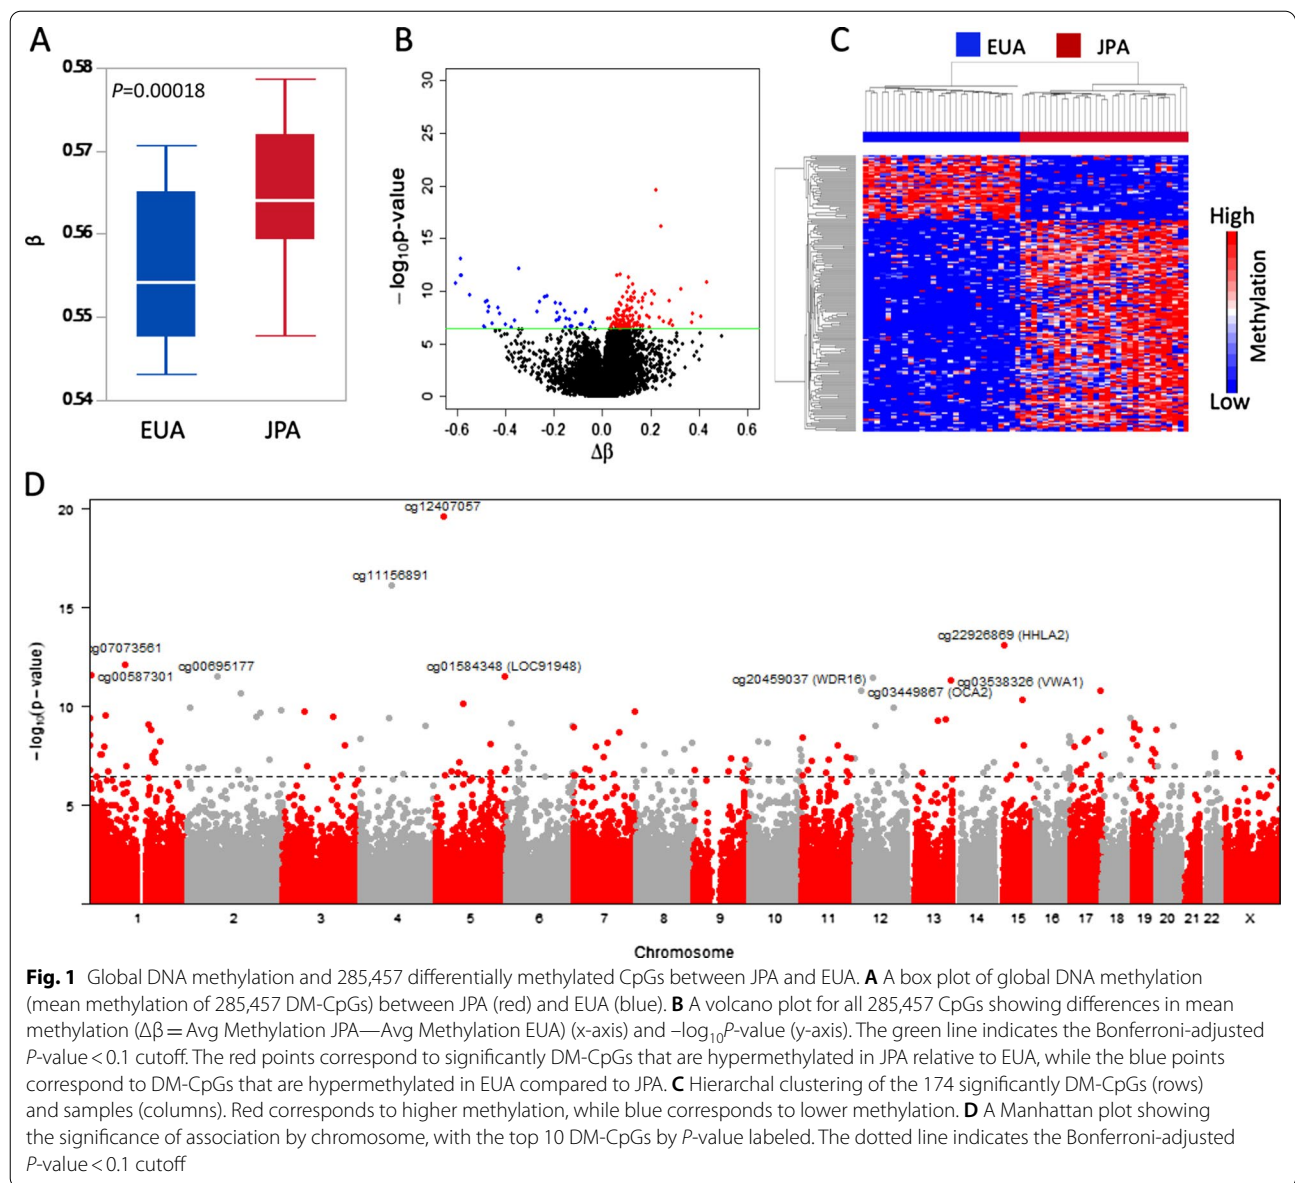 A
0.58
P=0.00018
0.57
0.56
β
0.55
0.54
EUA
JPA
B
30
25
20
15
10
5
0
−log10p-value
-0.6
-0.4
-0.2
0.0
0.2
0.4
0.6
Δβ
C
EUA
JPA
High
Methylation
Low
D
20
15
10
5
−log10(p−value)
cg12407057
cg11156891
cg07073561
cg00587301
cg00695177
cg01584348 (LOC91948)
cg22926869 (HHLA2)
cg20459037 (WDR16)
cg03538326 (VWA1)
cg03449867 (OCA2)
1 2 3 4 5 6 7 8 9 10 11 12 13 14 15 16 17 18 19 20 21 22 X
Chromosome
Fig. 1 Global DNA methylation and 285,457 differentially methylated CpGs between JPA and EUA. A A box plot of global DNA methylation
(mean methylation of 285,457 DM-CpGs) between JPA (red) and EUA (blue). B A volcano plot for all 285,457 CpGs showing differences in mean
methylation (Δβ = Avg Methylation JPA—Avg Methylation EUA) (x-axis) and –log10P-value (y-axis). The green line indicates the Bonferroni-adjusted
P-value < 0.1 cutoff. The red points correspond to significantly DM-CpGs that are hypermethylated in JPA relative to EUA, while the blue points
correspond to DM-CpGs that are hypermethylated in EUA compared to JPA. C Hierarchal clustering of the 174 significantly DM-CpGs (rows)
and samples (columns). Red corresponds to higher methylation, while blue corresponds to lower methylation. D A Manhattan plot showing
the significance of association by chromosome, with the top 10 DM-CpGs by P-value labeled. The dotted line indicates the Bonferroni-adjusted
P-value < 0.1 cutoff